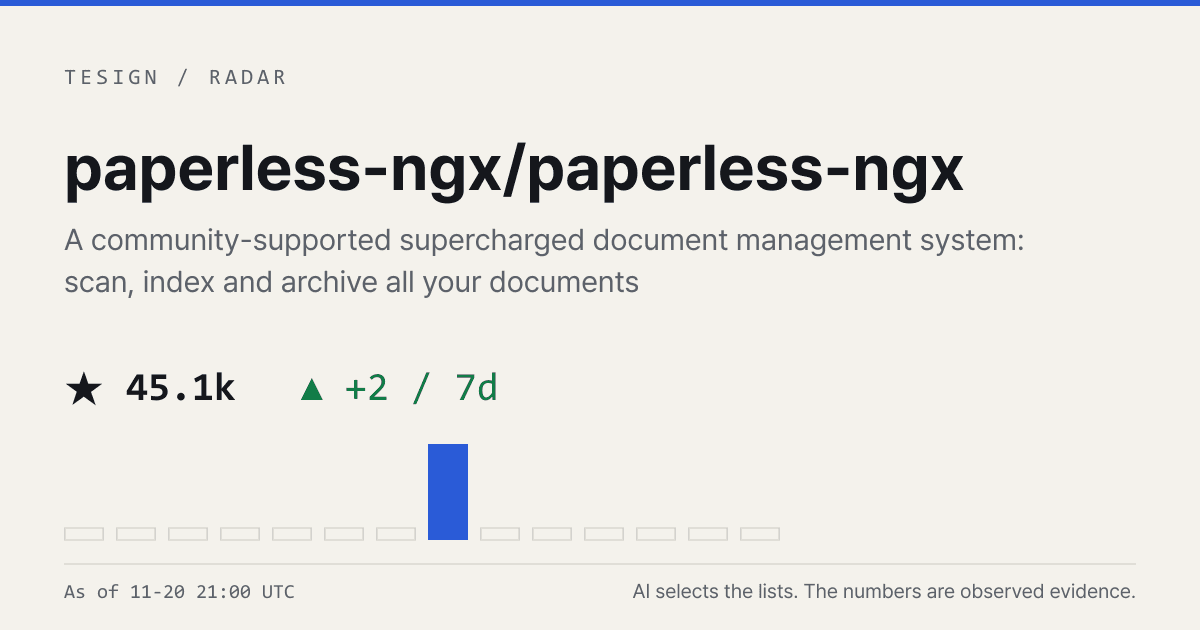 TESIGN / RADAR
paperless-ngx/paperless-ngx
A community-supported supercharged document management system:
scan, index and archive all your documents
★ 45.1k ▲ +2 / 7d
As of 11-20 21:00 UTC
AI selects the lists. The numbers are observed evidence.